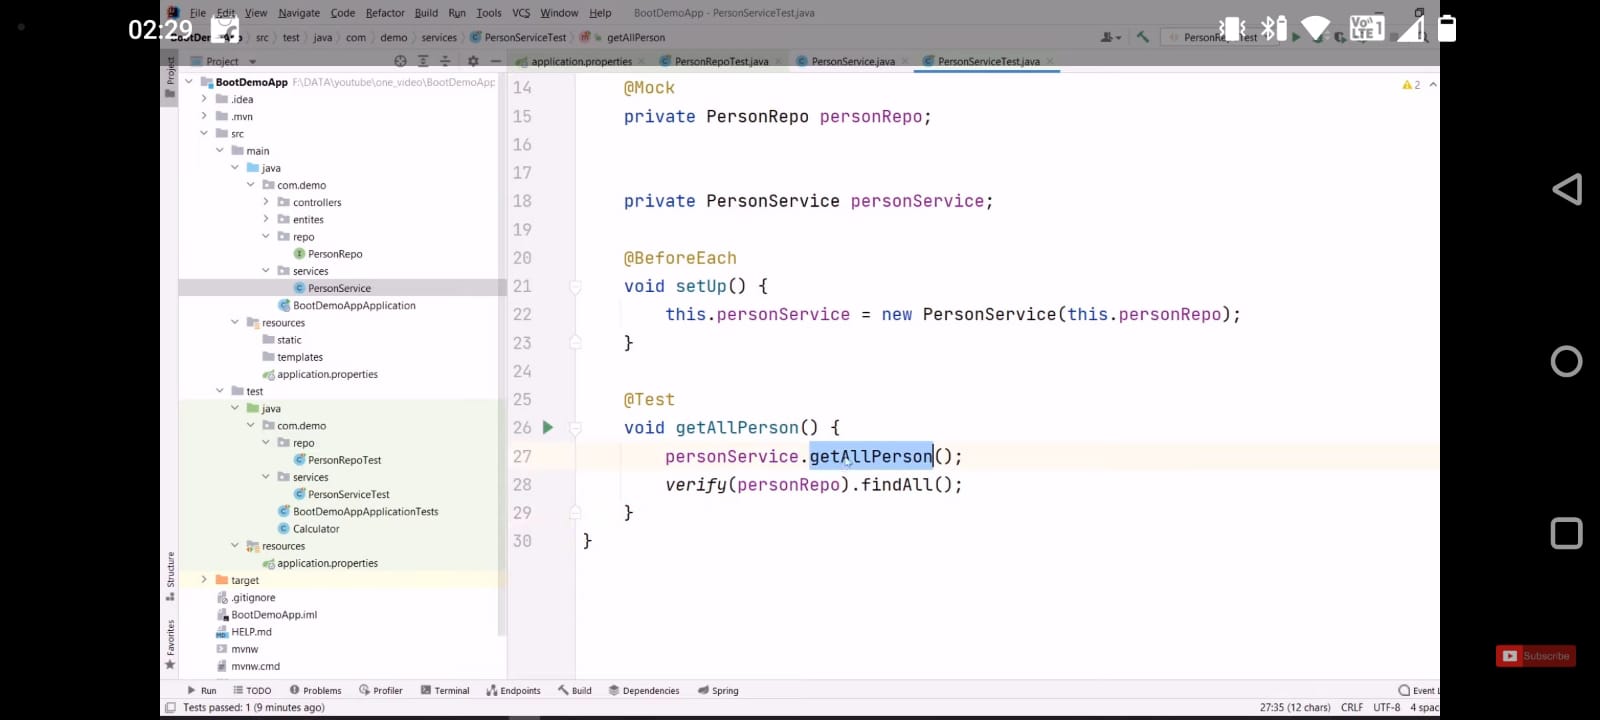 File Edit View Navigate Code Refactor Build Run Tools VCS Window Help BootDemoApp - PersonServiceTest.java
02:29
src test java com demo services PersonServiceTest getAllPerson
Vo)) LTE 1
Project
application.properties PersonRepoTest.java PersonService.java PersonServiceTest.java
Project
BootDemoApp F:\DATA\youtube\one_video\BootDemoApp
.idea
.mvn
src
main
java
com.demo
controllers
entites
repo
PersonRepo
services
PersonService
BootDemoAppApplication
resources
static
templates
application.properties
test
java
com.demo
repo
PersonRepoTest
services
PersonServiceTest
BootDemoAppApplicationTests
Calculator
resources
application.properties
target
.gitignore
BootDemoApp.iml
HELP.md
mvnw
mvnw.cmd
Structure
Favorites
14 @Mock
2
15 private PersonRepo personRepo;
16
17
18 private PersonService personService;
19
20 @BeforeEach
21 void setUp() {
22 this.personService = new PersonService(this.personRepo);
23 }
24
25 @Test
26 void getAllPerson() {
27 personService.getAllPerson();
28 verify(personRepo).findAll();
29 }
30 }
Subscribe
Run TODO Problems Profiler Terminal Endpoints Build Dependencies Spring Event L
Tests passed: 1 (9 minutes ago) 27:35 (12 chars) CRLF UTF-8 4 spac